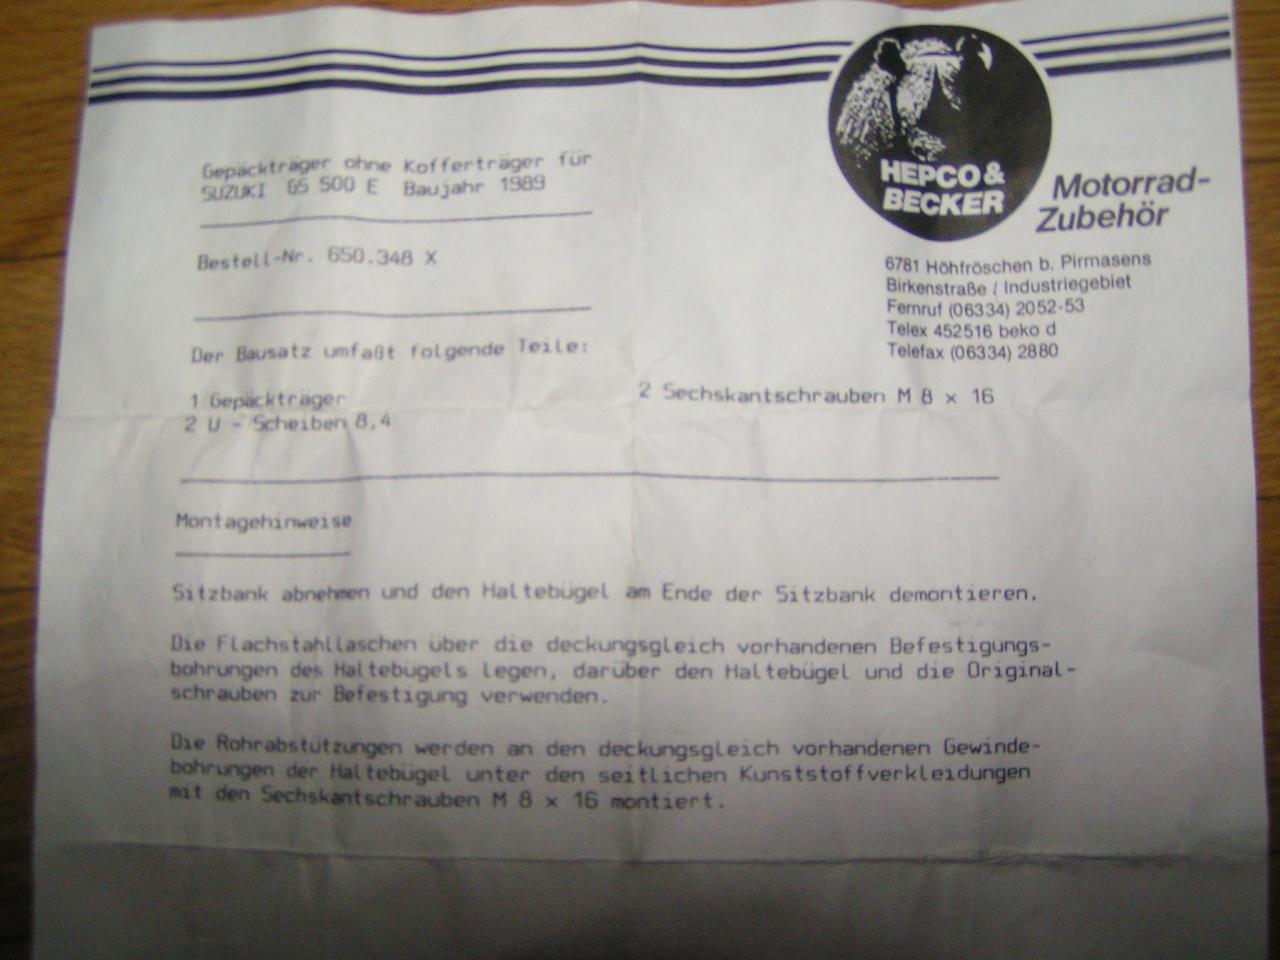 HEPCO &
BECKER
Motorrad-
Zubehör
6781 Höhfröschen b. Pirmasens
Birkenstraße / Industriegebiet
Fernruf (06334) 2052-53
Telex 452516 beko d
Telefax (06334) 2880
Gepäckträger ohne Kofferträger für
SUZUKI GS 500 E Baujahr 1989
Bestell-Nr. 650.348 X
Der Bausatz umfaßt folgende Teile:
1 Gepäckträger
2 U - Scheiben 8,4
2 Sechskantschrauben M 8 x 16
Montagehinweise
Sitzbank abnehmen und den Haltebügel am Ende der Sitzbank demontieren.
Die Flachstahllaschen über die deckungsgleich vorhandenen Befestigungs-
bohrungen des Haltebügels legen, darüber den Haltebügel und die Original-
schrauben zur Befestigung verwenden.
Die Rohrabstützungen werden an den deckungsgleich vorhandenen Gewinde-
bohrungen der Haltebügel unter den seitlichen Kunststoffverkleidungen
mit den Sechskantschrauben M 8 x 16 montiert.